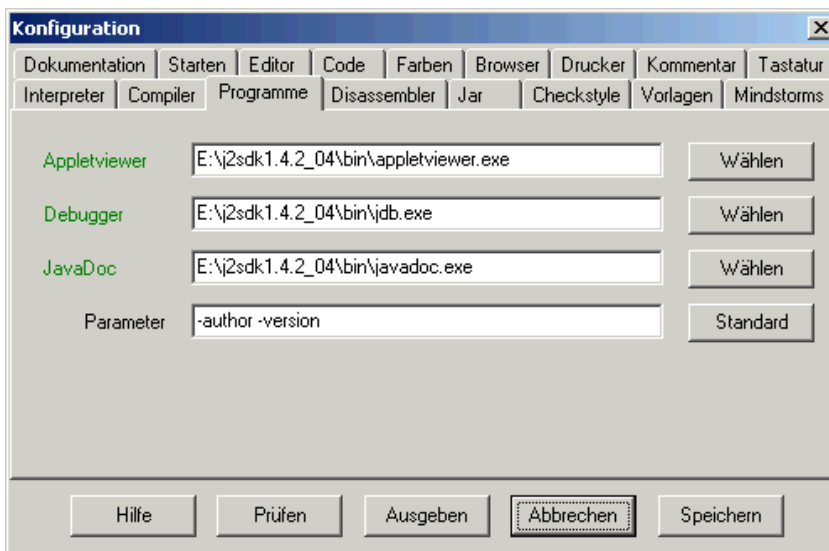 Konfiguration
Dokumentation Starten Editor Code Farben Browser Drucker Kommentar Tastatur
Interpreter Compiler Programme Disassembler Jar Checkstyle Vorlagen Mindstorms
Appletviewer E:\j2sdk1.4.2_04\bin\appletviewer.exe Wählen
Debugger E:\j2sdk1.4.2_04\bin\jdb.exe Wählen
JavaDoc E:\j2sdk1.4.2_04\bin\javadoc.exe Wählen
Parameter -author -version Standard
Hilfe Prüfen Ausgeben Abbrechen Speichern